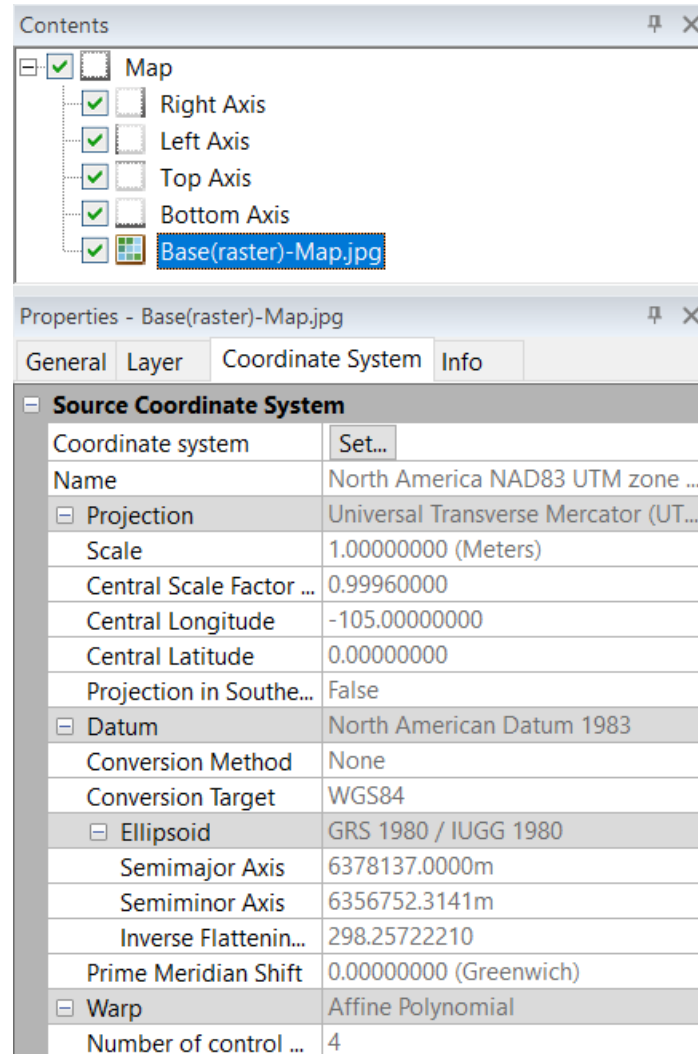 Contents
Map
Right Axis
Left Axis
Top Axis
Bottom Axis
Base(raster)-Map.jpg
Properties - Base(raster)-Map.jpg
General Layer Coordinate System Info
Source Coordinate System
Coordinate system Set...
Name North America NAD83 UTM zone ...
Projection Universal Transverse Mercator (UT...
Scale 1.00000000 (Meters)
Central Scale Factor ... 0.99960000
Central Longitude -105.00000000
Central Latitude 0.00000000
Projection in Southe... False
Datum North American Datum 1983
Conversion Method None
Conversion Target WGS84
Ellipsoid GRS 1980 / IUGG 1980
Semimajor Axis 6378137.0000m
Semiminor Axis 6356752.3141m
Inverse Flattenin... 298.25722210
Prime Meridian Shift 0.00000000 (Greenwich)
Warp Affine Polynomial
Number of control ... 4